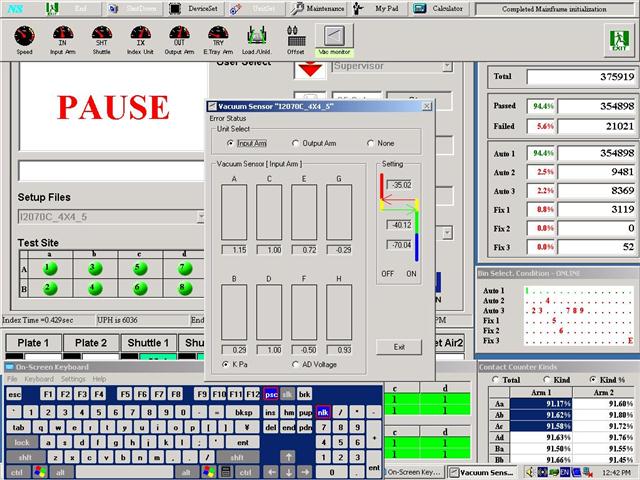 NS End ShutDown DeviceSet UnitSet Maintenance My Pad Calculator Completed Mainframe initialization
Speed Input Arm Shuttle Index Unit Output Arm E.Tray Arm Load./Unld. Offset Vac monitor EXIT
IN SHT IX OUT TRY
User Select
Supervisor
PAUSE
Setup Files
I2070C_4X4_5
Test Site
a b c d
A 1 3 5 7
B 2 4 6 8
Index Time =0.429sec UPH is 6036 End PM
Plate 1 Plate 2 Shuttle 1 Shuttle et Air2
Vacuum Sensor "I2070C_4X4_5"
Error Status
Unit Select
Input Arm Output Arm None
Vacuum Sensor [ Input Arm ]
A C E G
1.15 1.00 0.72 -0.29
B D F H
0.29 1.00 -0.50 0.93
K Pa AD Voltage
Setting
-35.02
-40.12
-70.04
OFF ON
Exit
Total 375919
Passed 94.4% 354898
Failed 5.6% 21021
Auto 1 94.4% 354898
Auto 2 2.5% 9481
Auto 3 2.2% 8369
Fix 1 0.8% 3119
Fix 2 0.0% 0
Fix 3 0.0% 52
Bin Select. Condition - ONLINE
Auto 1 1
Auto 2 4
Auto 3 23 789
Fix 1 5
Fix 2 6
Fix 3 E
Contact Counter Kinds
Total Kind Kind %
Arm 1 Arm 2
Aa 91.17% 91.60%
Ab 91.62% 91.80%
Ac 91.58% 91.72%
Ad 91.63% 91.76%
Ba 91.50% 91.55%
Bb 91.58% 91.45%
c d
1 1
1 1
1 1
1 1
On-Screen Keyboard
File Keyboard Settings Help
esc F1 F2 F3 F4 F5 F6 F7 F8 F9 F10 F11 F12 psc slk brk
` 1 2 3 4 5 6 7 8 9 0 - = bksp ins hm pup nlk / * -
tab q w e r t y u i o p [ ] ¥ del end pdn 7 8 9 +
lock a s d f g h j k l ; ' ent 4 5 6
shft z x c v b n m , . / shft 1 2 3 ent
ctrl alt alt ctrl 0 .
On-Screen Key... Vacuum Sens... EN 12:42 PM